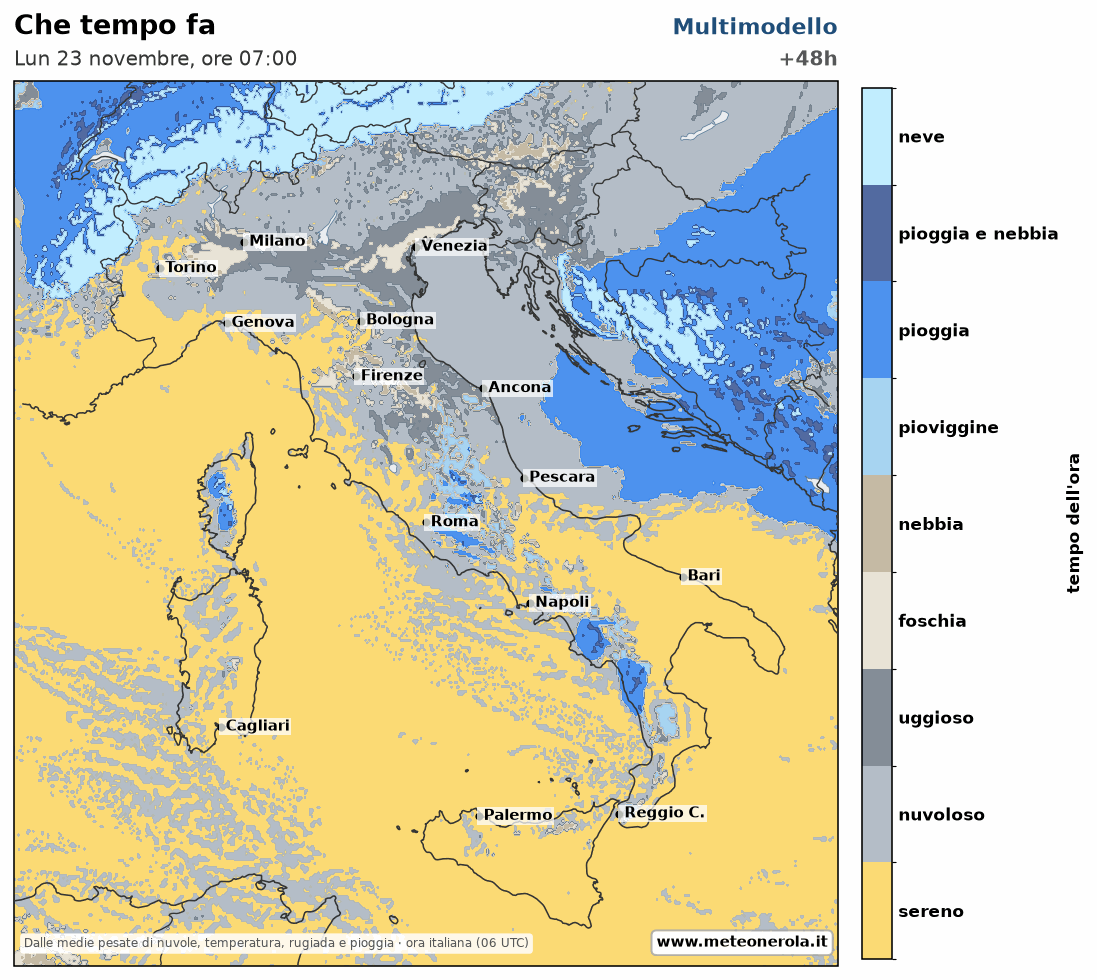 Che tempo fa
Multimodello
Lun 23 novembre, ore 07:00
+48h
neve
pioggia e nebbia
pioggia
pioviggine
nebbia
foschia
uggioso
nuvoloso
sereno
tempo dell'ora
Milano
Venezia
Torino
Genova
Bologna
Firenze
Ancona
Pescara
Roma
Bari
Napoli
Cagliari
Palermo
Reggio C.
Dalle medie pesate di nuvole, temperatura, rugiada e pioggia · ora italiana (06 UTC)
www.meteonerola.it